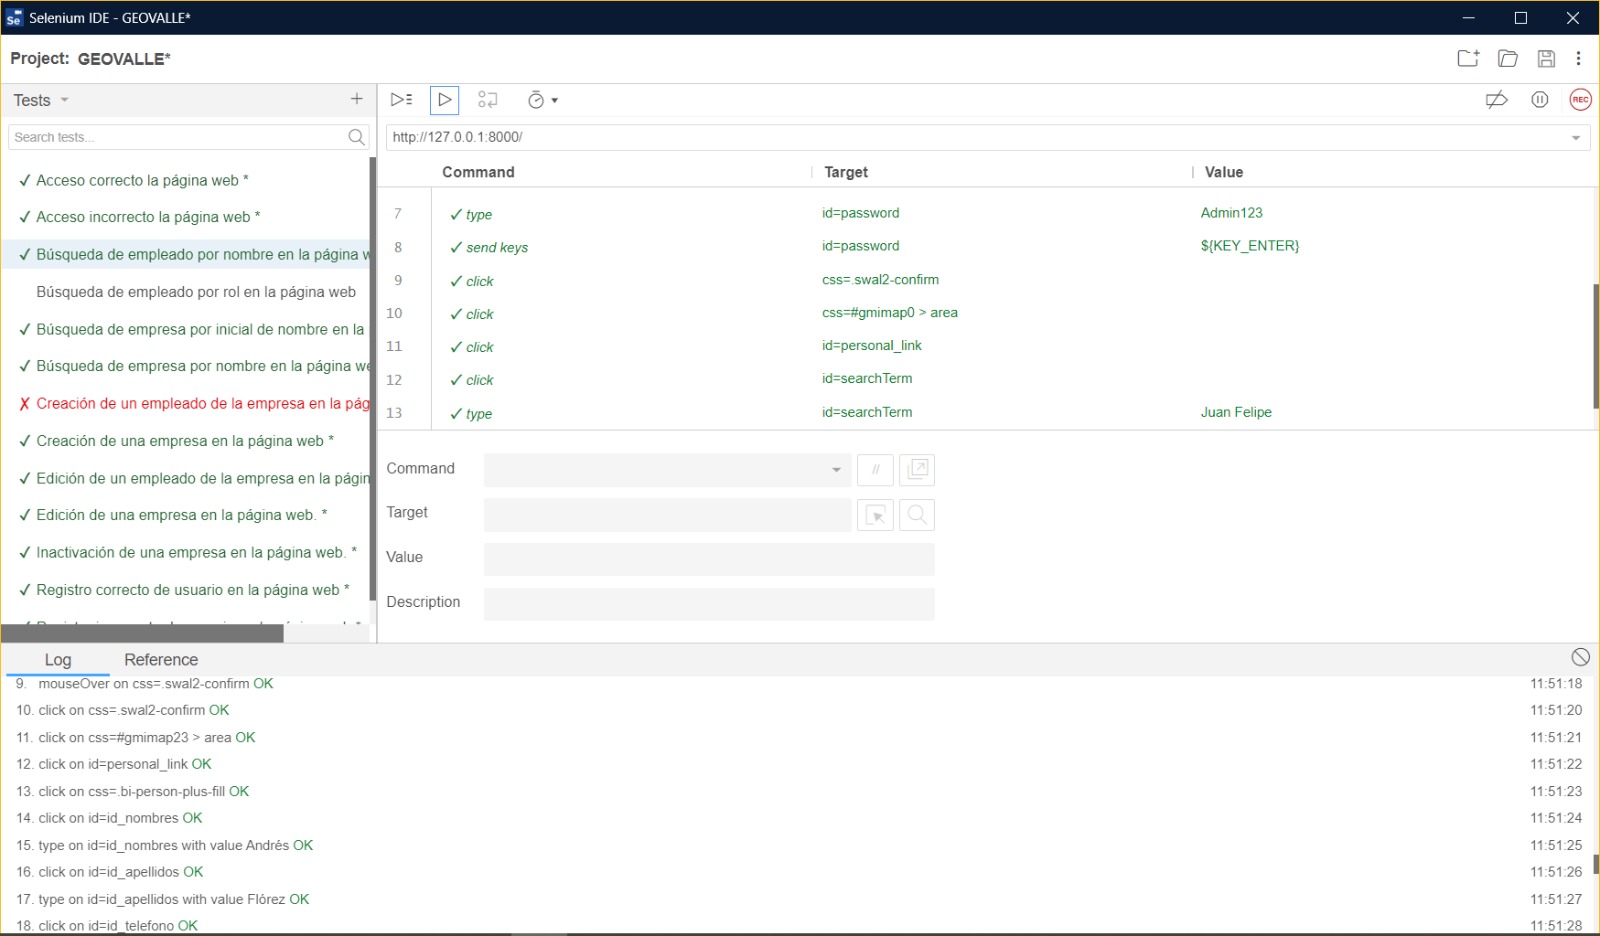 Selenium IDE - GEOVALLE*
Project: GEOVALLE*
Tests
Search tests...
✓ Acceso correcto la página web *
✓ Acceso incorrecto la página web *
✓ Búsqueda de empleado por nombre en la página w
Búsqueda de empleado por rol en la página web
✓ Búsqueda de empresa por inicial de nombre en la
✓ Búsqueda de empresa por nombre en la página we
✗ Creación de un empleado de la empresa en la pág
✓ Creación de una empresa en la página web *
✓ Edición de un empleado de la empresa en la págin
✓ Edición de una empresa en la página web. *
✓ Inactivación de una empresa en la página web. *
✓ Registro correcto de usuario en la página web *
REC
http://127.0.0.1:8000/
Command Target Value
7 ✓ type id=password Admin123
8 ✓ send keys id=password ${KEY_ENTER}
9 ✓ click css=.swal2-confirm
10 ✓ click css=#gmimap0 > area
11 ✓ click id=personal_link
12 ✓ click id=searchTerm
13 ✓ type id=searchTerm Juan Felipe
Command //
Target
Value
Description
Log Reference
9. mouseOver on css=.swal2-confirm OK 11:51:18
10. click on css=.swal2-confirm OK 11:51:20
11. click on css=#gmimap23 > area OK 11:51:21
12. click on id=personal_link OK 11:51:22
13. click on css=.bi-person-plus-fill OK 11:51:23
14. click on id=id_nombres OK 11:51:24
15. type on id=id_nombres with value Andrés OK 11:51:25
16. click on id=id_apellidos OK 11:51:26
17. type on id=id_apellidos with value Flórez OK 11:51:27
18. click on id=id_telefono OK 11:51:28